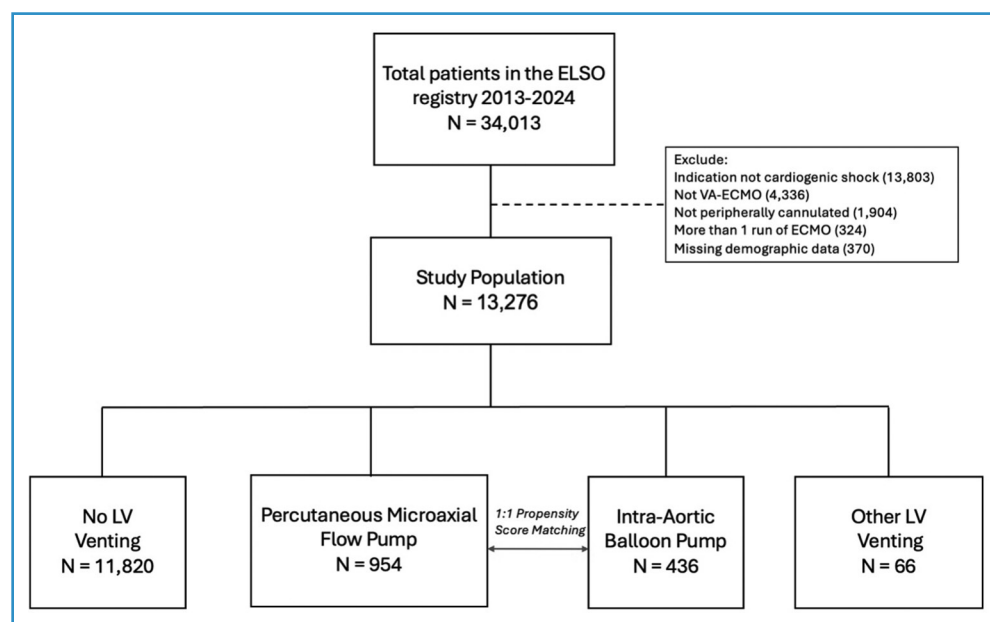 Total patients in the ELSO
registry 2013-2024
N = 34,013
Exclude:
Indication not cardiogenic shock (13,803)
Not VA-ECMO (4,336)
Not peripherally cannulated (1,904)
More than 1 run of ECMO (324)
Missing demographic data (370)
Study Population
N = 13,276
No LV
Venting
N = 11,820
Percutaneous Microaxial
Flow Pump
N = 954
1:1 Propensity
Score Matching
Intra-Aortic
Balloon Pump
N = 436
Other LV
Venting
N = 66